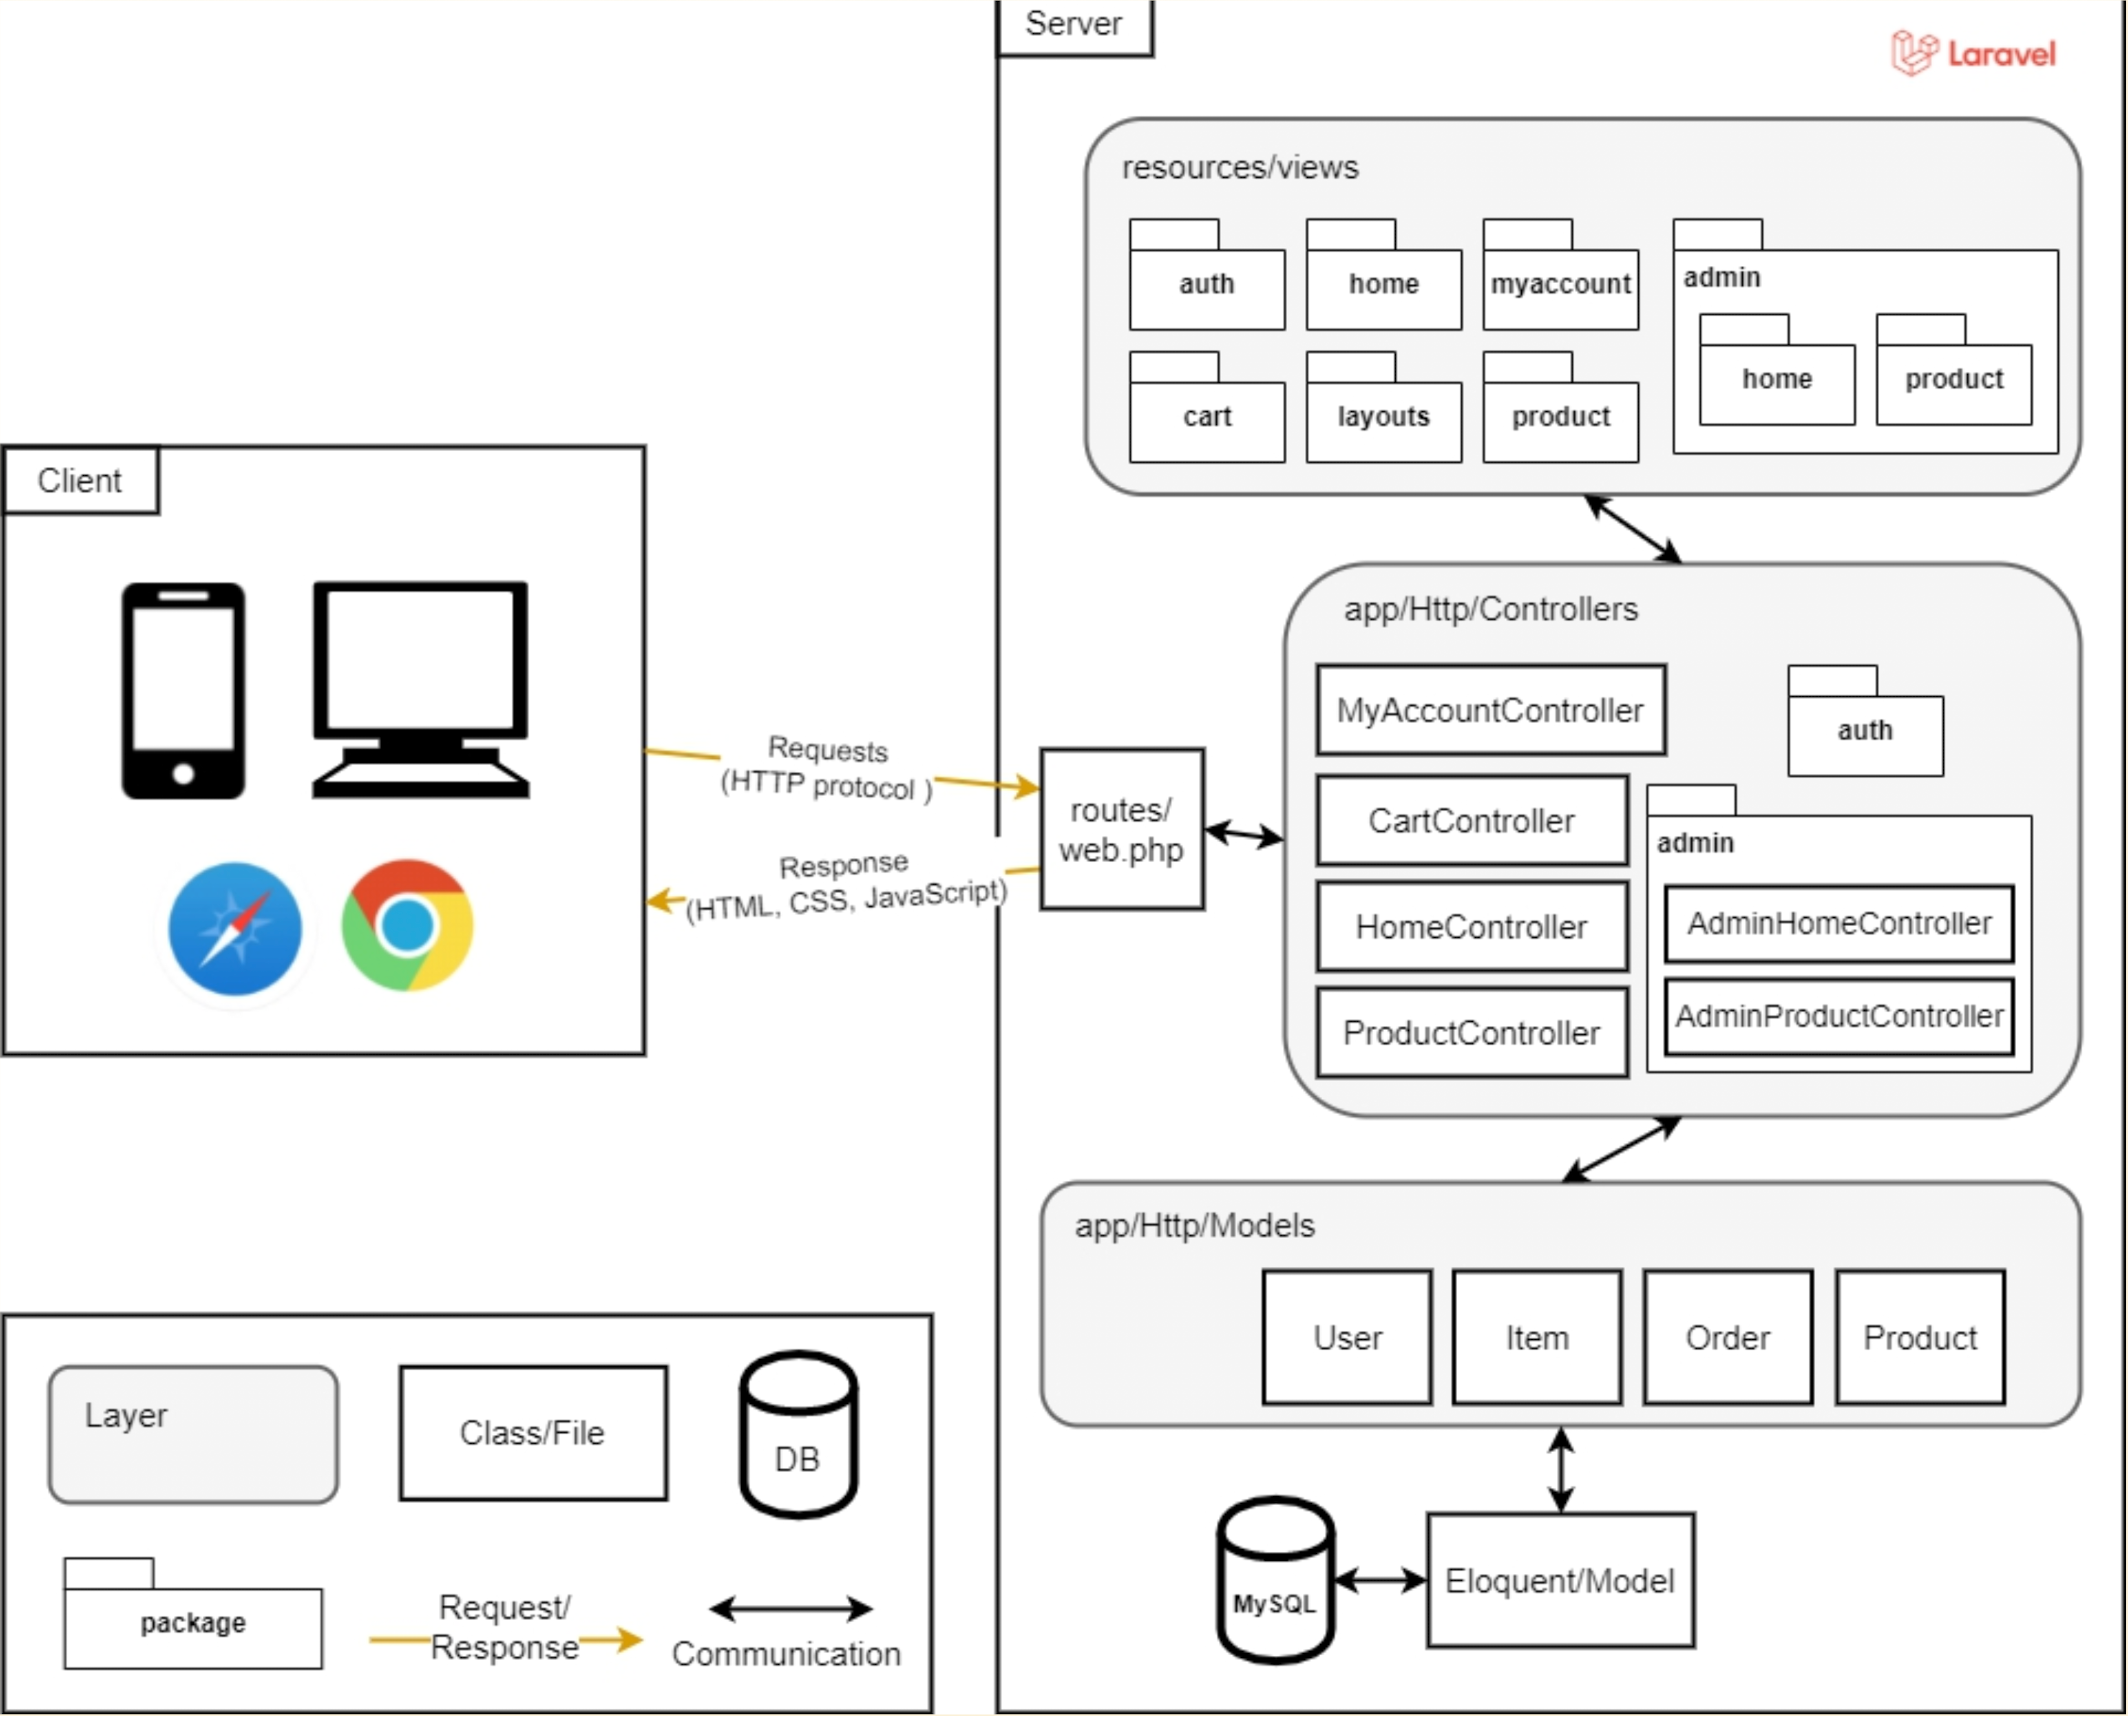 Server
Laravel
resources/views
auth
home
myaccount
admin
home
product
cart
layouts
product
Client
Requests
(HTTP protocol )
Response
(HTML, CSS, JavaScript)
routes/
web.php
app/Http/Controllers
MyAccountController
auth
CartController
admin
HomeController
AdminHomeController
ProductController
AdminProductController
app/Http/Models
User
Item
Order
Product
MySQL
Eloquent/Model
Layer
Class/File
DB
package
Request/
Response
Communication